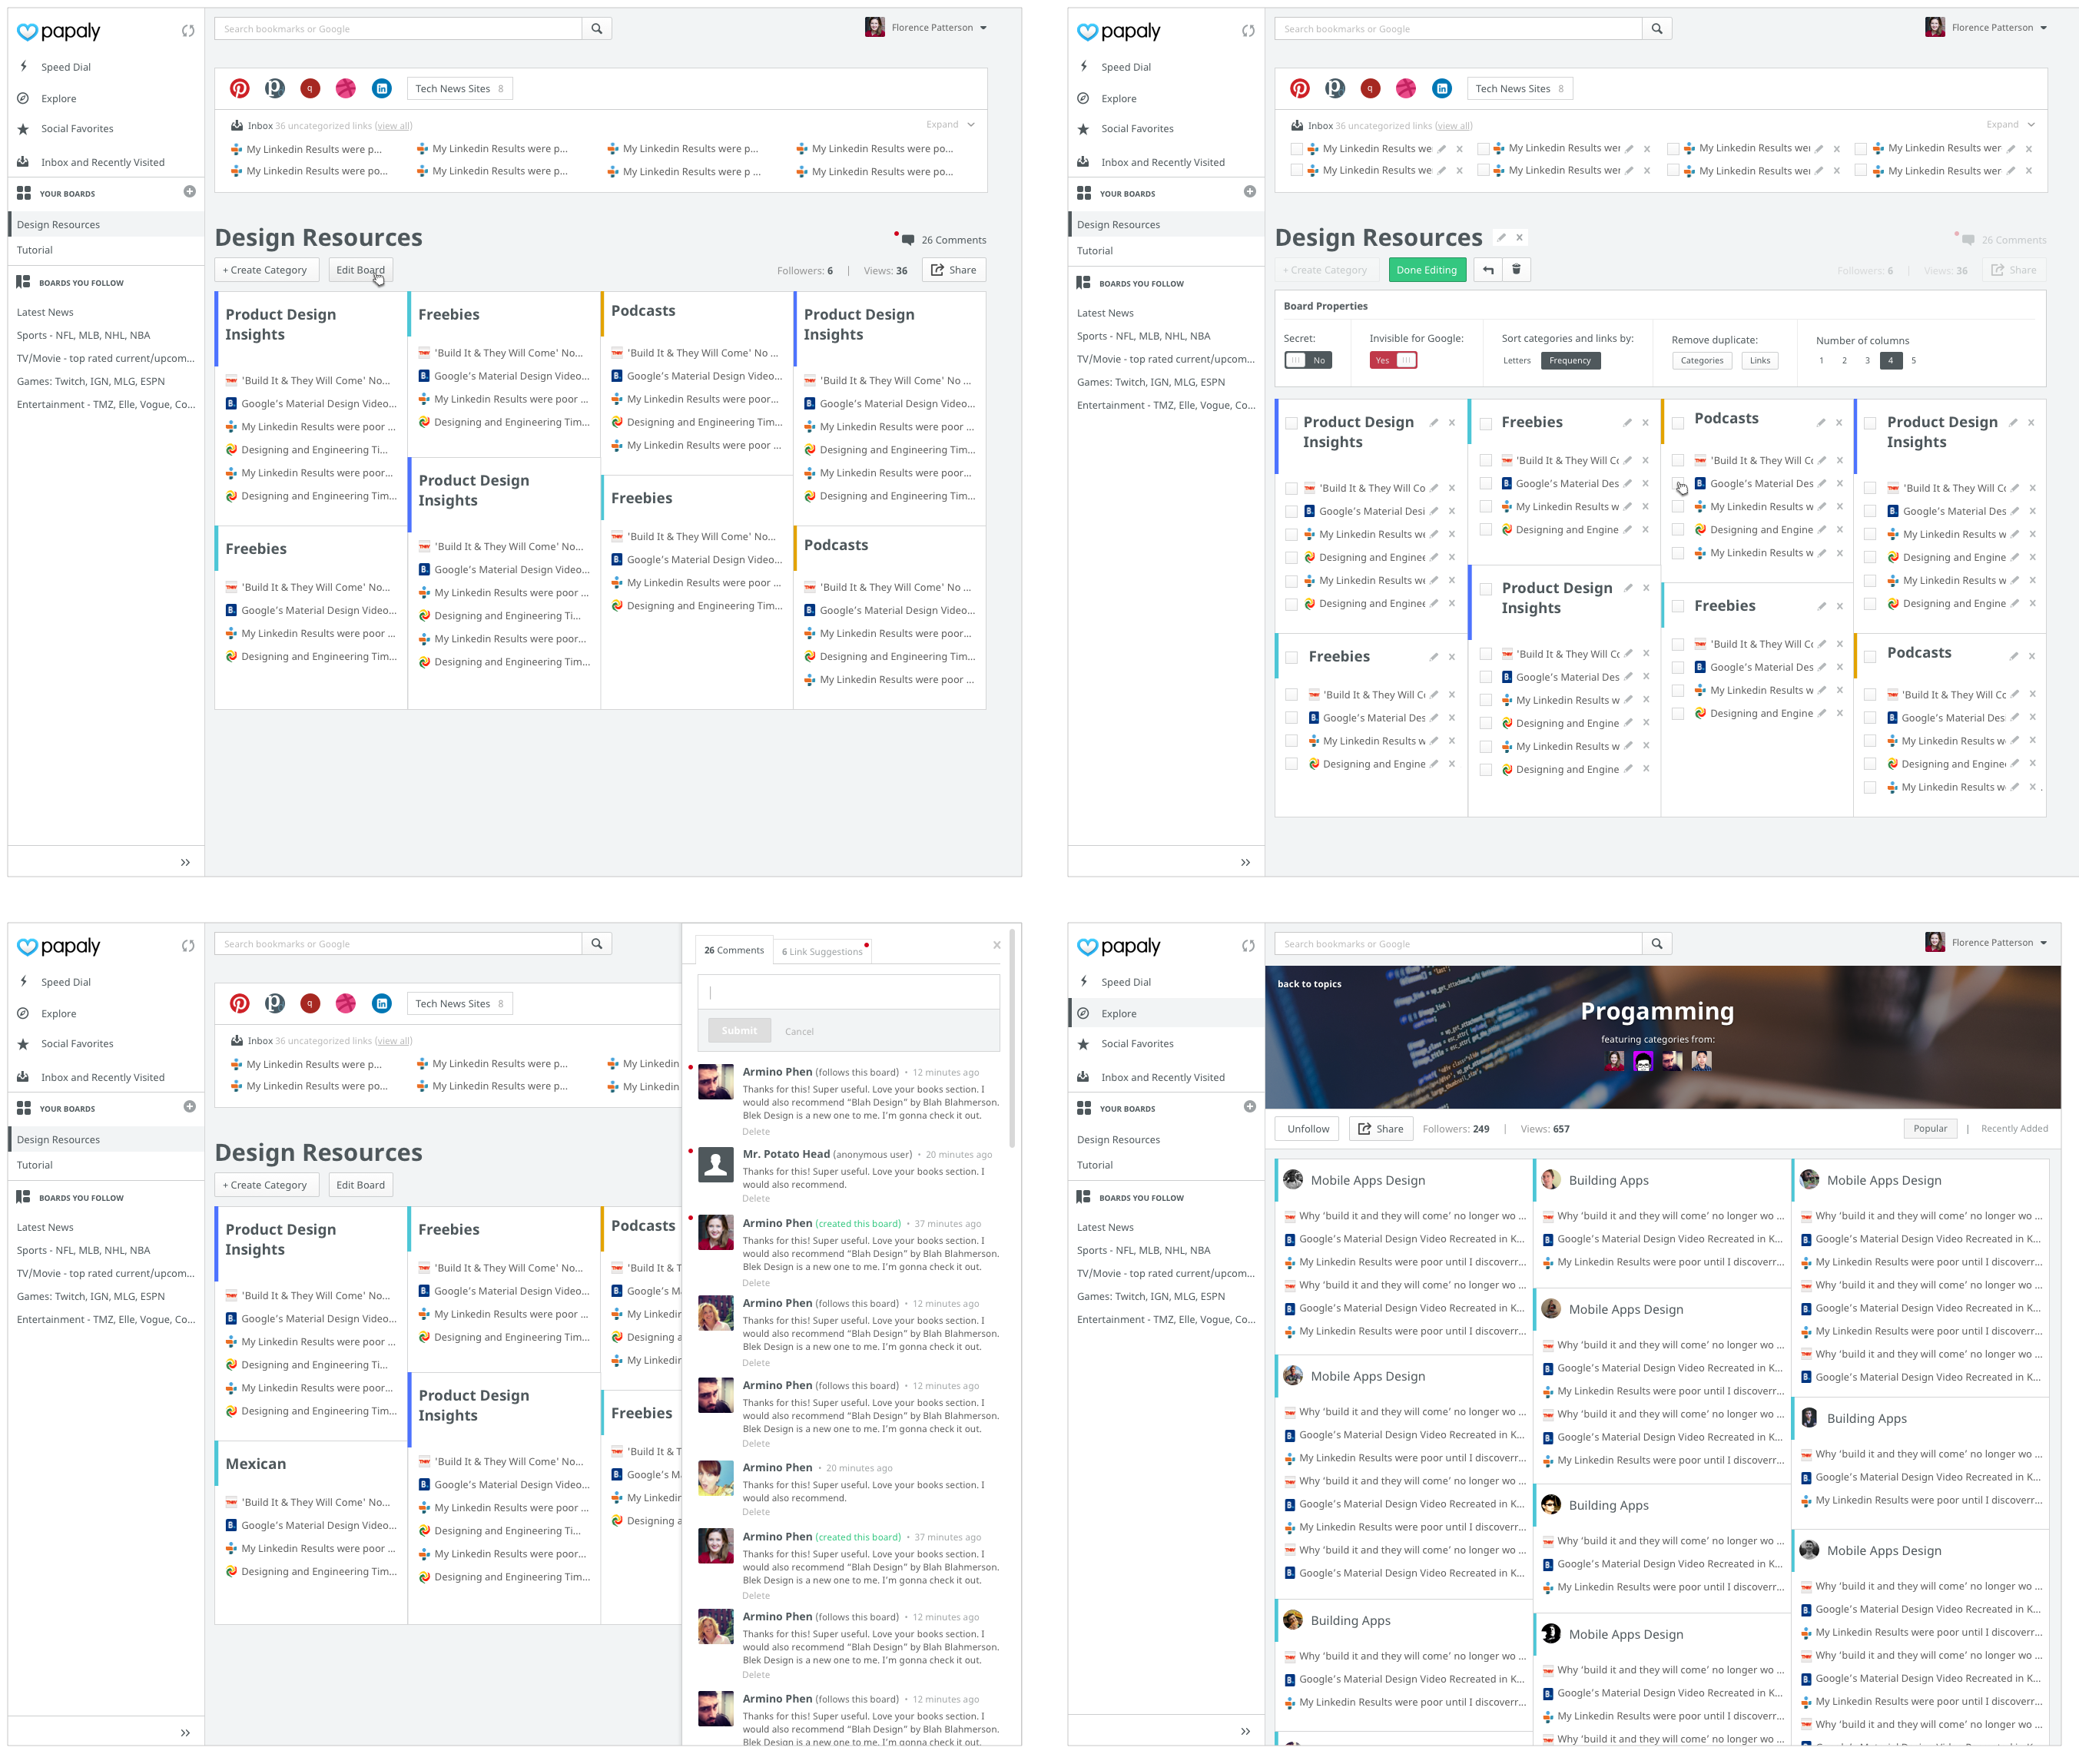 papaly
Search bookmarks or Google
Florence Patterson
Speed Dial
Explore
Social Favorites
Inbox and Recently Visited
YOUR BOARDS
Design Resources
Tutorial
BOARDS YOU FOLLOW
Latest News
Sports - NFL, MLB, NHL, NBA
TV/Movie - top rated current/upcom...
Games: Twitch, IGN, MLG, ESPN
Entertainment - TMZ, Elle, Vogue, Co...
Tech News Sites 8
Inbox 36 uncategorized links (view all)
Expand
My Linkedin Results were p...
My Linkedin Results were p...
My Linkedin Results were p...
My Linkedin Results were po...
My Linkedin Results were po...
My Linkedin Results were p...
My Linkedin Results were p ...
My Linkedin Results were po...
Design Resources
26 Comments
+ Create Category
Edit Board
Followers: 6 | Views: 36
Share
Product Design
Insights
'Build It & They Will Come' No...
Google's Material Design Video...
My Linkedin Results were poor ...
Designing and Engineering Ti...
My Linkedin Results were poor...
Designing and Engineering Tim...
Freebies
'Build It & They Will Come' No...
Google's Material Design Video...
My Linkedin Results were poor ...
Designing and Engineering Tim...
Freebies
'Build It & They Will Come' No...
Google's Material Design Video...
My Linkedin Results were poor ...
Designing and Engineering Tim...
Product Design
Insights
'Build It & They Will Come' No...
Google's Material Design Video...
My Linkedin Results were poor ...
Designing and Engineering Ti...
My Linkedin Results were poor...
Designing and Engineering Tim...
Podcasts
'Build It & They Will Come' No ...
Google's Material Design Video...
My Linkedin Results were poor...
Designing and Engineering Tim...
My Linkedin Results were poor ...
Freebies
'Build It & They Will Come' No...
Google's Material Design Video...
My Linkedin Results were poor ...
Designing and Engineering Tim...
Product Design
Insights
'Build It & They Will Come' No ...
Google's Material Design Video...
My Linkedin Results were poor ...
Designing and Engineering Tim...
My Linkedin Results were poor...
Designing and Engineering Tim...
Podcasts
'Build It & They Will Come' No ...
Google's Material Design Video...
My Linkedin Results were poor...
Designing and Engineering Tim...
My Linkedin Results were poor ...
papaly
Search bookmarks or Google
Florence Patterson
Speed Dial
Explore
Social Favorites
Inbox and Recently Visited
YOUR BOARDS
Design Resources
Tutorial
BOARDS YOU FOLLOW
Latest News
Sports - NFL, MLB, NHL, NBA
TV/Movie - top rated current/upcom...
Games: Twitch, IGN, MLG, ESPN
Entertainment - TMZ, Elle, Vogue, Co...
Tech News Sites 8
Inbox 36 uncategorized links (view all)
Expand
My Linkedin Results wer
My Linkedin Results wer
My Linkedin Results wer
My Linkedin Results wer
My Linkedin Results wer
My Linkedin Results wer
My Linkedin Results wer
My Linkedin Results wer
Design Resources
26 Comments
+ Create Category
Done Editing
Followers: 6 | Views: 36
Share
Board Properties
Secret:
No
Invisible for Google:
Yes
Sort categories and links by:
Letters Frequency
Remove duplicate:
Categories Links
Number of columns
1 2 3 4 5
Product Design
Insights
'Build It & They Will Co
Google's Material Desi
My Linkedin Results we
Designing and Enginee
My Linkedin Results we
Designing and Enginee
Freebies
'Build It & They Will C
Google's Material Des
My Linkedin Results w
Designing and Engine
Freebies
'Build It & They Will C
Google's Material Des
My Linkedin Results w
Designing and Engine
Product Design
Insights
'Build It & They Will C
Google's Material Des
My Linkedin Results w
Designing and Engine
My Linkedin Results w
Designing and Engine
Podcasts
'Build It & They Will C
Google's Material Des
My Linkedin Results w
Designing and Engine
My Linkedin Results w
Freebies
'Build It & They Will C
Google's Material Des
My Linkedin Results w
Designing and Engine
Product Design
Insights
'Build It & They Will C
Google's Material Des
My Linkedin Results w
Designing and Engine
My Linkedin Results w
Designing and Engine
Podcasts
'Build It & They Will C
Google's Material Des
My Linkedin Results w
Designing and Engine
My Linkedin Results w
papaly
Search bookmarks or Google
Speed Dial
Explore
Social Favorites
Inbox and Recently Visited
YOUR BOARDS
Design Resources
Tutorial
BOARDS YOU FOLLOW
Latest News
Sports - NFL, MLB, NHL, NBA
TV/Movie - top rated current/upcom...
Games: Twitch, IGN, MLG, ESPN
Entertainment - TMZ, Elle, Vogue, Co...
Tech News Sites 8
Inbox 36 uncategorized links (view all)
My Linkedin Results were p...
My Linkedin Results were p...
My Linkedin
My Linkedin Results were po...
My Linkedin Results were p...
My Linkedin
Design Resources
+ Create Category
Edit Board
Product Design
Insights
'Build It & They Will Come' No...
Google's Material Design Video...
My Linkedin Results were poor ...
Designing and Engineering Ti...
My Linkedin Results were poor...
Designing and Engineering Tim...
Mexican
'Build It & They Will Come' No...
Google's Material Design Video...
My Linkedin Results were poor ...
Designing and Engineering Tim...
Freebies
'Build It & They Will Come' No...
Google's Material Design Video...
My Linkedin Results were poor ...
Designing and Engineering Tim...
Product Design
Insights
'Build It & They Will Come' No...
Google's Material Design Video...
My Linkedin Results were poor ...
Designing and Engineering Ti...
My Linkedin Results were poor...
Designing and Engineering Tim...
Podcasts
'Build It & T
Google's M
My Linkedin
Designing a
My Linkedin
Freebies
'Build It & T
Google's M
My Linkedin
Designing a
26 Comments
6 Link Suggestions
Submit
Cancel
Armino Phen (follows this board) • 12 minutes ago
Thanks for this! Super useful. Love your books section. I
would also recommend “Blah Design” by Blah Blahmerson.
Blek Design is a new one to me. I'm gonna check it out.
Delete
Mr. Potato Head (anonymous user) • 20 minutes ago
Thanks for this! Super useful. Love your books section. I
would also recommend.
Delete
Armino Phen (created this board) • 37 minutes ago
Thanks for this! Super useful. Love your books section. I
would also recommend “Blah Design” by Blah Blahmerson.
Blek Design is a new one to me. I'm gonna check it out.
Delete
Armino Phen (follows this board) • 12 minutes ago
Thanks for this! Super useful. Love your books section. I
would also recommend “Blah Design” by Blah Blahmerson.
Blek Design is a new one to me. I'm gonna check it out.
Delete
Armino Phen (follows this board) • 12 minutes ago
Thanks for this! Super useful. Love your books section. I
would also recommend “Blah Design” by Blah Blahmerson.
Blek Design is a new one to me. I'm gonna check it out.
Delete
Armino Phen • 20 minutes ago
Thanks for this! Super useful. Love your books section. I
would also recommend.
Delete
Armino Phen (created this board) • 37 minutes ago
Thanks for this! Super useful. Love your books section. I
would also recommend “Blah Design” by Blah Blahmerson.
Blek Design is a new one to me. I'm gonna check it out.
Delete
Armino Phen (follows this board) • 12 minutes ago
Thanks for this! Super useful. Love your books section. I
would also recommend “Blah Design” by Blah Blahmerson.
Blek Design is a new one to me. I'm gonna check it out.
Delete
Armino Phen (follows this board) • 12 minutes ago
Thanks for this! Super useful. Love your books section. I
would also recommend “Blah Design” by Blah Blahmerson.
Blek Design is a new one to me. I'm gonna check it out.
papaly
Search bookmarks or Google
Florence Patterson
Speed Dial
Explore
Social Favorites
Inbox and Recently Visited
YOUR BOARDS
Design Resources
Tutorial
BOARDS YOU FOLLOW
Latest News
Sports - NFL, MLB, NHL, NBA
TV/Movie - top rated current/upcom...
Games: Twitch, IGN, MLG, ESPN
Entertainment - TMZ, Elle, Vogue, Co...
back to topics
Progamming
featuring categories from:
Unfollow
Share
Followers: 249 | Views: 657
Popular | Recently Added
Mobile Apps Design
Why 'build it and they will come' no longer wo ...
Google's Material Design Video Recreated in K...
My Linkedin Results were poor until I discoverr...
Why 'build it and they will come' no longer wo ...
Google's Material Design Video Recreated in K...
My Linkedin Results were poor until I discoverr...
Mobile Apps Design
Why 'build it and they will come' no longer wo ...
Google's Material Design Video Recreated in K...
My Linkedin Results were poor until I discoverr...
Why 'build it and they will come' no longer wo ...
Google's Material Design Video Recreated in K...
My Linkedin Results were poor until I discoverr...
Why 'build it and they will come' no longer wo ...
Google's Material Design Video Recreated in K...
Building Apps
Why 'build it and they will come' no longer wo ...
Google's Material Design Video Recreated in K...
My Linkedin Results were poor until I discoverr...
Building Apps
Why 'build it and they will come' no longer wo ...
Google's Material Design Video Recreated in K...
My Linkedin Results were poor until I discoverr...
Mobile Apps Design
Why 'build it and they will come' no longer wo ...
Google's Material Design Video Recreated in K...
My Linkedin Results were poor until I discoverr...
Why 'build it and they will come' no longer wo ...
Google's Material Design Video Recreated in K...
My Linkedin Results were poor until I discoverr...
Building Apps
Why 'build it and they will come' no longer wo ...
Google's Material Design Video Recreated in K...
My Linkedin Results were poor until I discoverr...
Mobile Apps Design
Why 'build it and they will come' no longer wo ...
Google's Material Design Video Recreated in K...
My Linkedin Results were poor until I discoverr...
Why 'build it and they will come' no longer wo ...
Mobile Apps Design
Why 'build it and they will come' no longer wo ...
Google's Material Design Video Recreated in K...
My Linkedin Results were poor until I discoverr...
Why 'build it and they will come' no longer wo ...
Google's Material Design Video Recreated in K...
My Linkedin Results were poor until I discoverr...
Why 'build it and they will come' no longer wo ...
Google's Material Design Video Recreated in K...
Building Apps
Why 'build it and they will come' no longer wo ...
Google's Material Design Video Recreated in K...
My Linkedin Results were poor until I discoverr...
Mobile Apps Design
Why 'build it and they will come' no longer wo ...
Google's Material Design Video Recreated in K...
My Linkedin Results were poor until I discoverr...
Why 'build it and they will come' no longer wo ...
Google's Material Design Video Recreated in K...
My Linkedin Results were poor until I discoverr...
Why 'build it and they will come' no longer wo ...